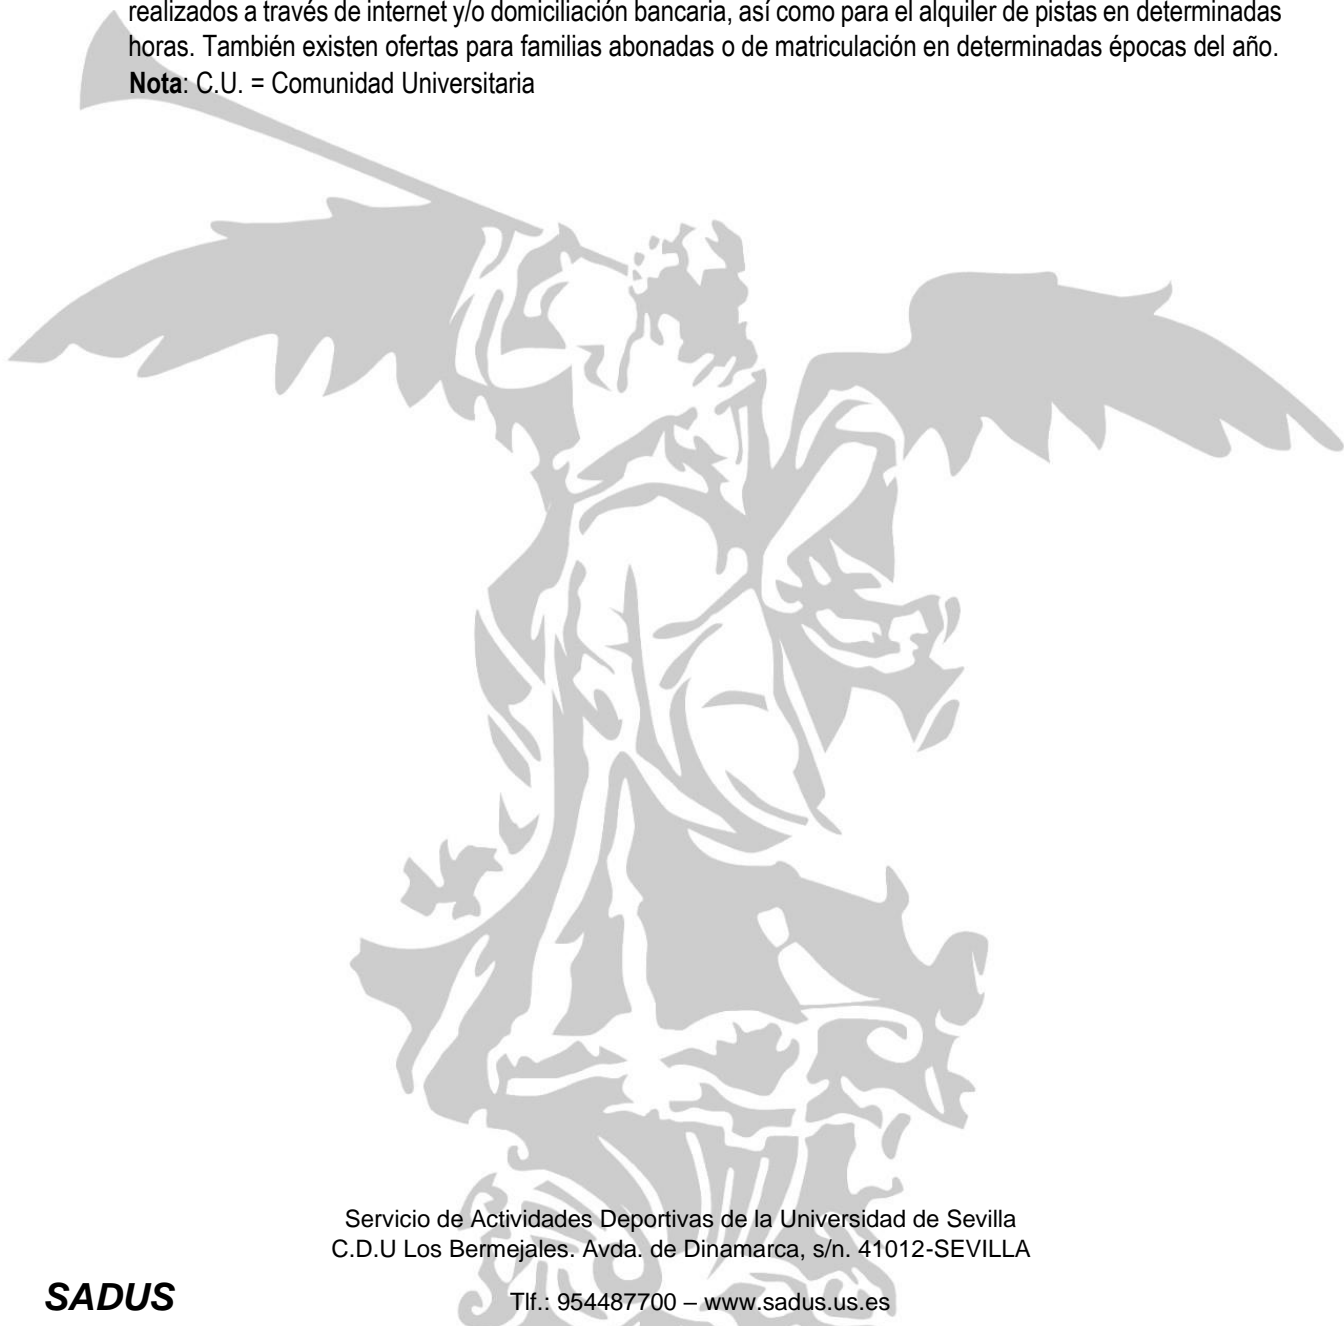 realizados a través de internet y/o domiciliación bancaria, así como para el alquiler de pistas en determinadas
horas. También existen ofertas para familias abonadas o de matriculación en determinadas épocas del año.
Nota: C.U. = Comunidad Universitaria
Servicio de Actividades Deportivas de la Universidad de Sevilla
C.D.U Los Bermejales. Avda. de Dinamarca, s/n. 41012-SEVILLA
SADUS Tlf.: 954487700 – www.sadus.us.es